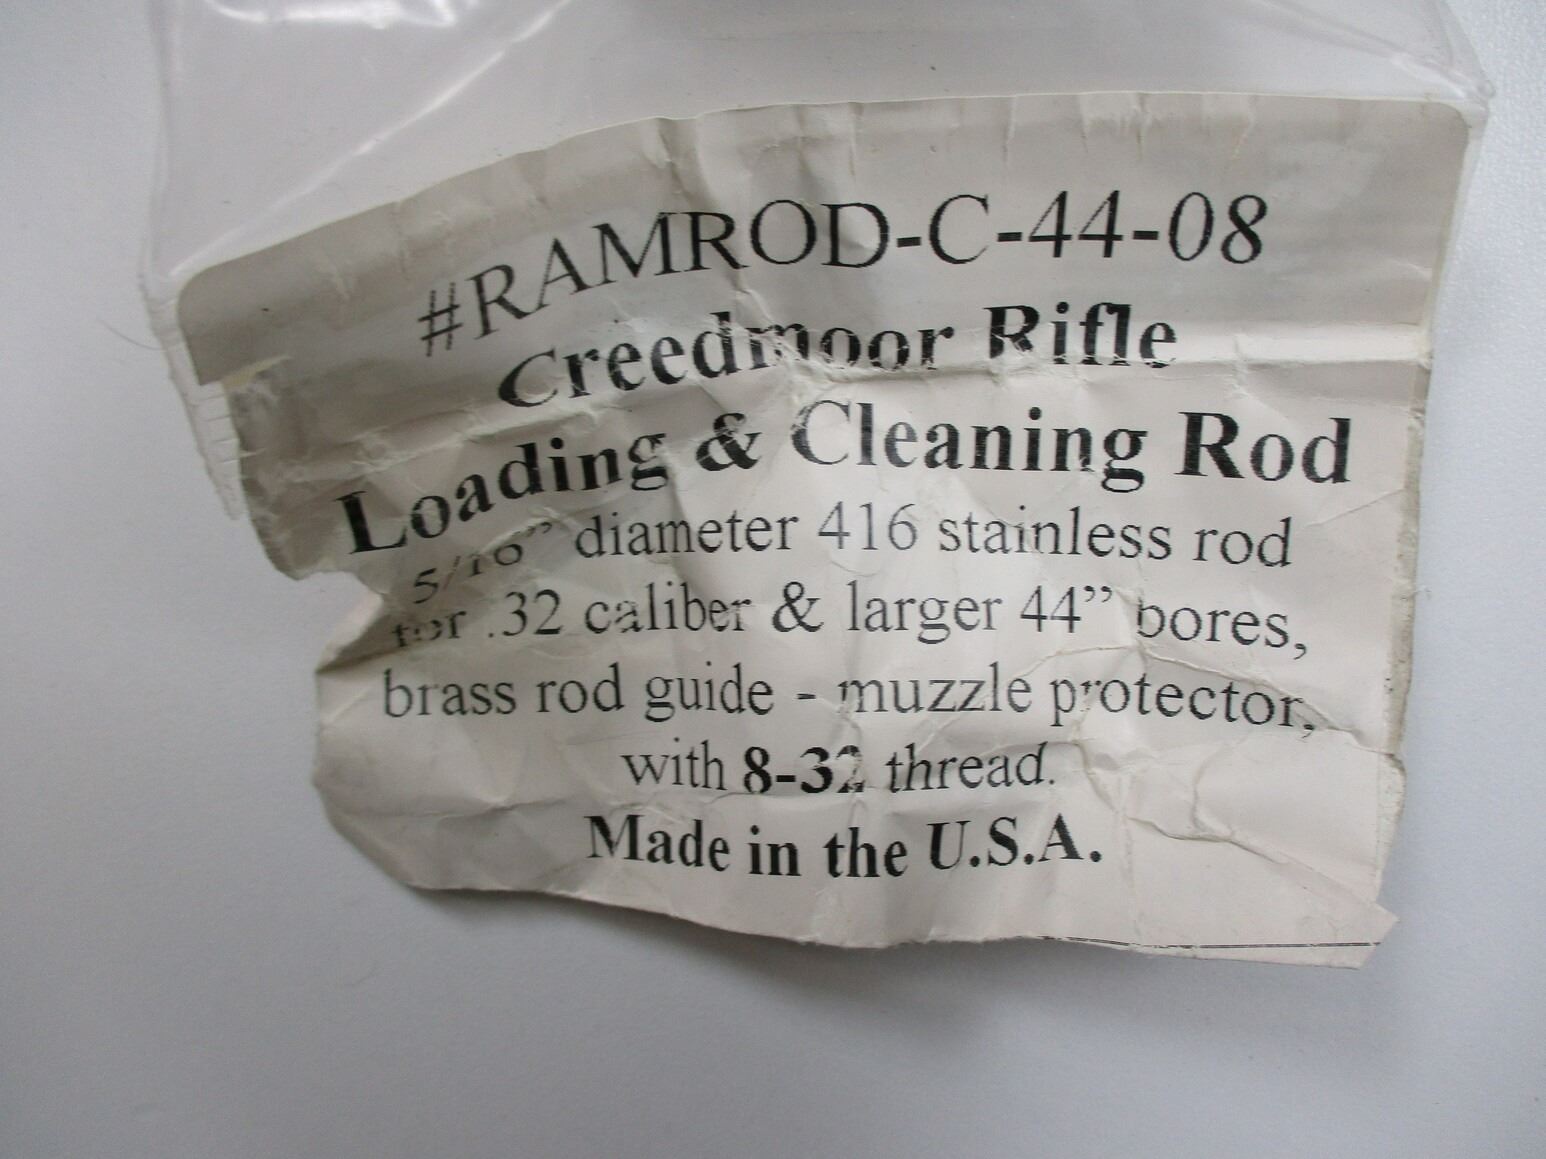 #RAMROD-C-44-08
Creedmoor Rifle
Loading & Cleaning Rod
5/16” diameter 416 stainless rod
for .32 caliber & larger 44” bores,
brass rod guide - muzzle protector,
with 8-32 thread.
Made in the U.S.A.